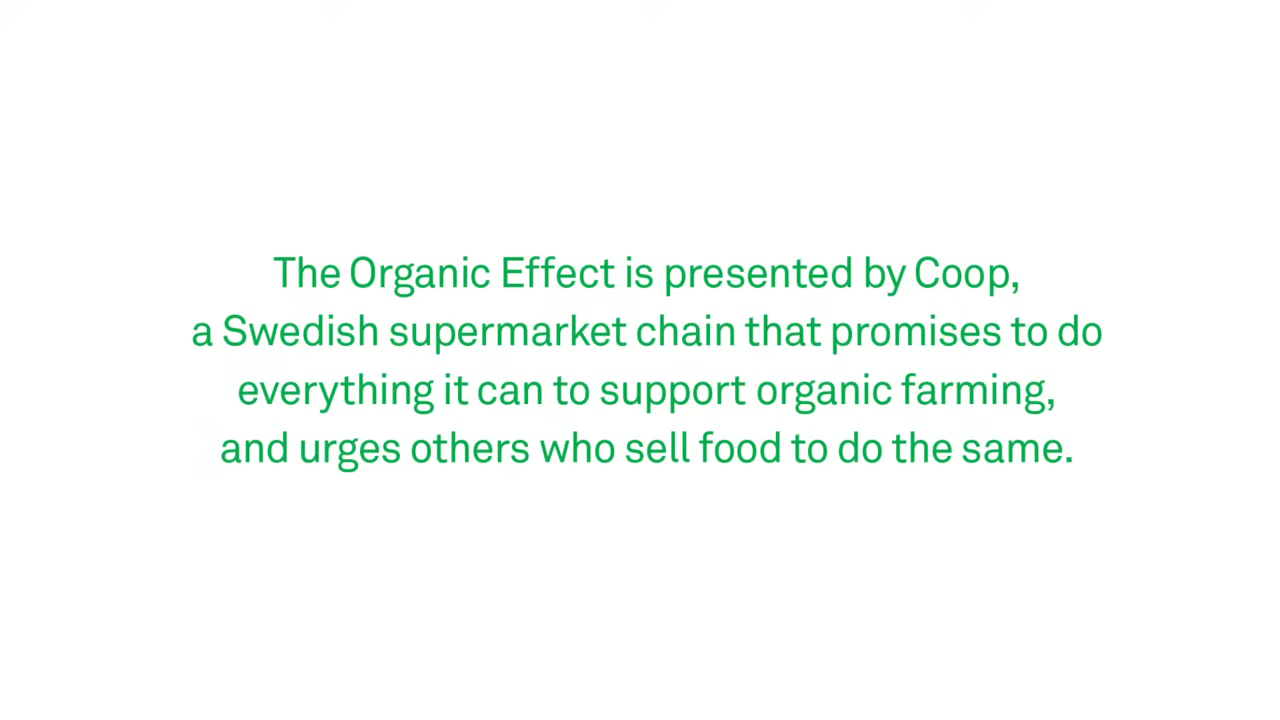 The Organic Effect is presented by Coop,
a Swedish supermarket chain that promises to do
everything it can to support organic farming,
and urges others who sell food to do the same.